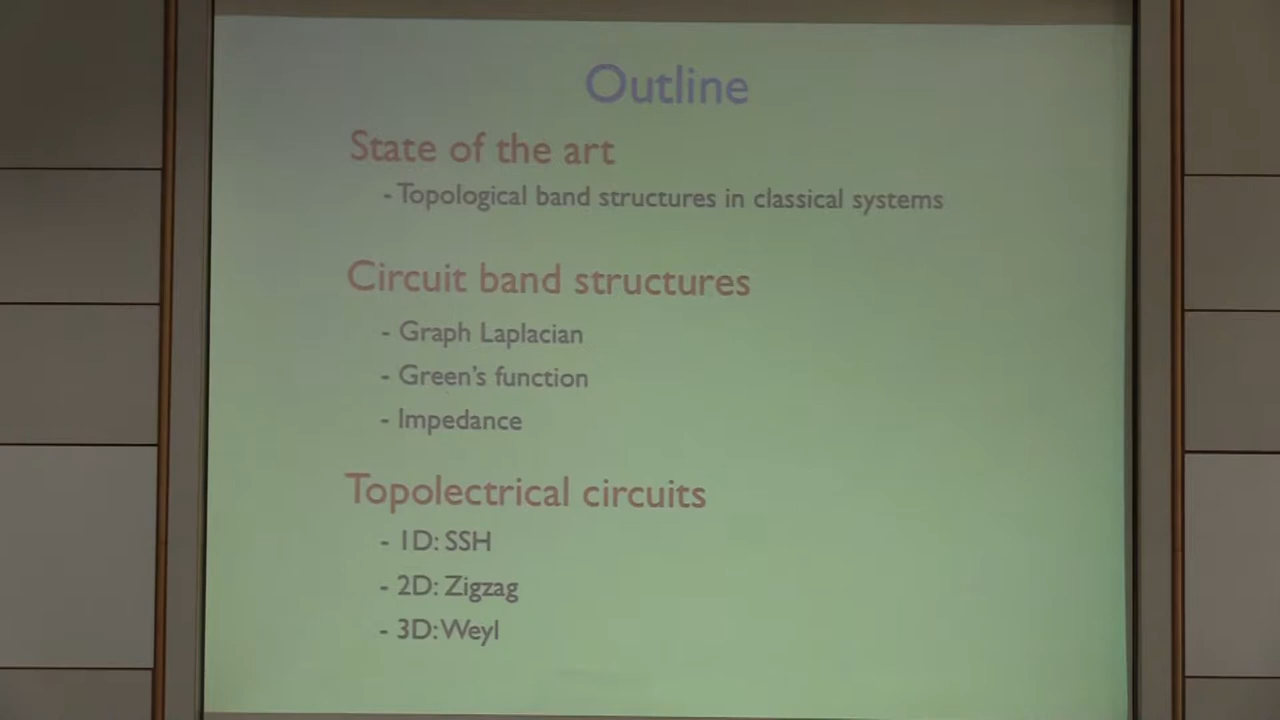 Outline
State of the art
- Topological band structures in classical systems
Circuit band structures
- Graph Laplacian
- Green's function
- Impedance
Topolectrical circuits
- 1D: SSH
- 2D: Zigzag
- 3D: Weyl